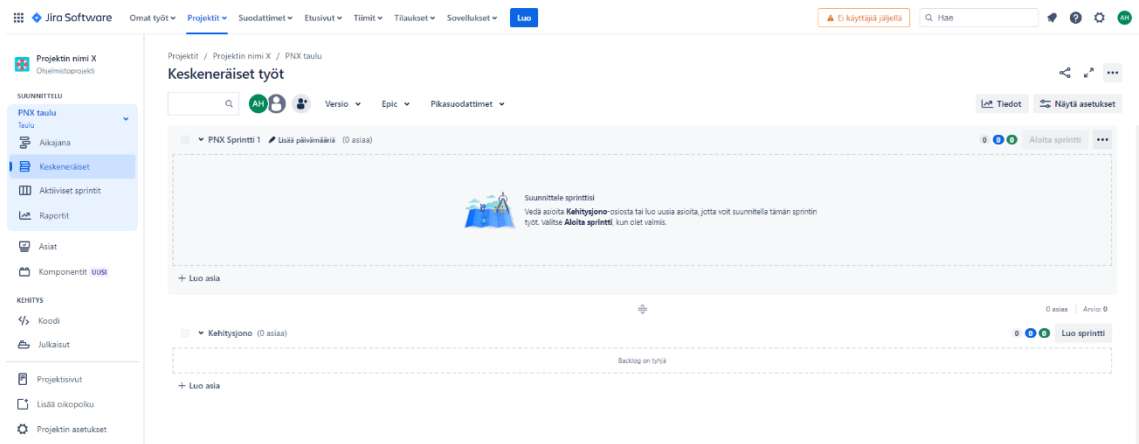 Jira Software Omat työt Projektit Suodattimet Etusivut Tiimit Tilaukset Sovellukset Luo Ei käyttäjiä jäljellä Hae AH
Projektin nimi X
Ohjelmistoprojekti
SUUNNITTELU
PNX taulu
Taulu
Aikajana
Keskeneräiset
Aktiiviset sprintit
Raportit
Asiat
Komponentit UUSI
KEHITYS
Koodi
Julkaisut
Projektisivut
Lisää oikopolku
Projektin asetukset
Projektit / Projektin nimi X / PNX taulu
Keskeneräiset työt
AH Versio Epic Pikasuodattimet Tiedot Näytä asetukset
PNX Sprintti 1 Lisää päivämääriä (0 asiaa) 0 0 0 Aloita sprintti
Suunnittele sprinttisi
Vedä asioita Kehitysjono-osiosta tai luo uusia asioita, jotta voit suunnitella tämän sprintin
työt. Valitse Aloita sprintti, kun olet valmis.
+ Luo asia
0 asiaa Arvio: 0
Kehitysjono (0 asiaa) 0 0 0 Luo sprintti
Backlog on tyhjä
+ Luo asia